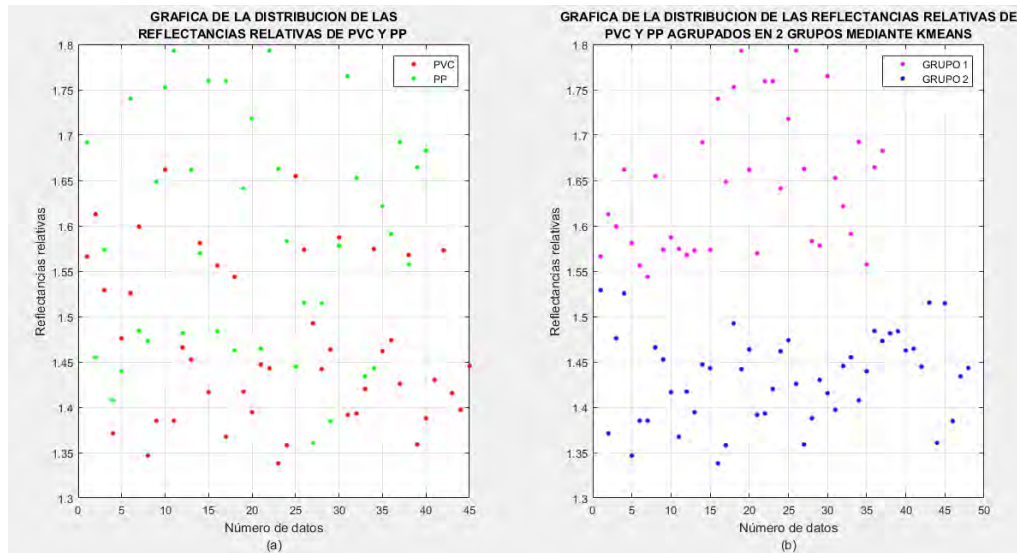 GRAFICA DE LA DISTRIBUCION DE LAS
REFLECTANCIAS RELATIVAS DE PVC Y PP
1.8
1.7
1.65
1.6
1.55
1.5
1.45
1.4
1.35
1.3
Reflectancias relativas
PVC
PP
0 5 10 15 20 25 30 35 40 45
Número de datos
(a)
GRAFICA DE LA DISTRIBUCION DE LAS REFLECTANCIAS RELATIVAS DE
PVC Y PP AGRUPADOS EN 2 GRUPOS MEDIANTE KMEANS
1.8
1.7
1.65
1.6
1.55
1.5
1.45
1.4
1.35
1.3
Reflectancias relativas
GRUPO 1
GRUPO 2
0 5 10 15 20 25 30 35 40 45 50
Número de datos
(b)